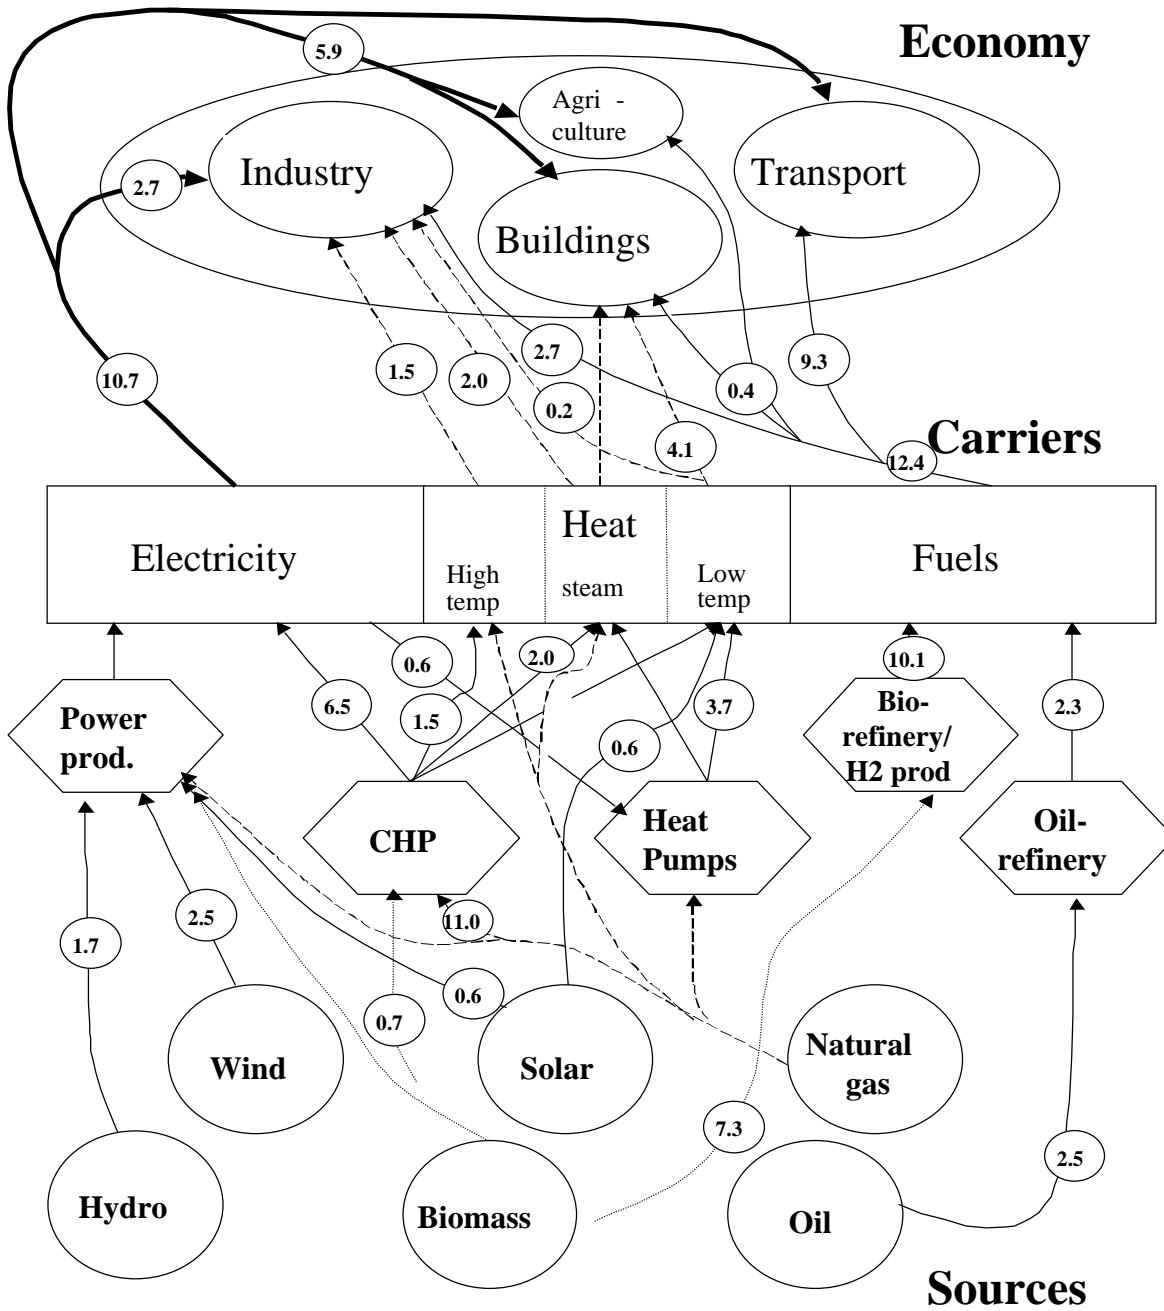 Economy
5.9
Agri -
culture
Industry
Transport
2.7
Buildings
2.7
9.3
1.5
2.0
10.7
0.4
0.2
Carriers
4.1
12.4
Heat
Electricity
Fuels
High
temp
steam
Low
temp
0.6
2.0
10.1
6.5
1.5
3.7
2.3
0.6
Power
prod.
Bio-
refinery/
H2 prod
CHP
Heat
Pumps
Oil-
refinery
11.0
2.5
1.7
0.6
0.7
Wind
Solar
Natural
gas
7.3
2.5
Hydro
Biomass
Oil
Sources